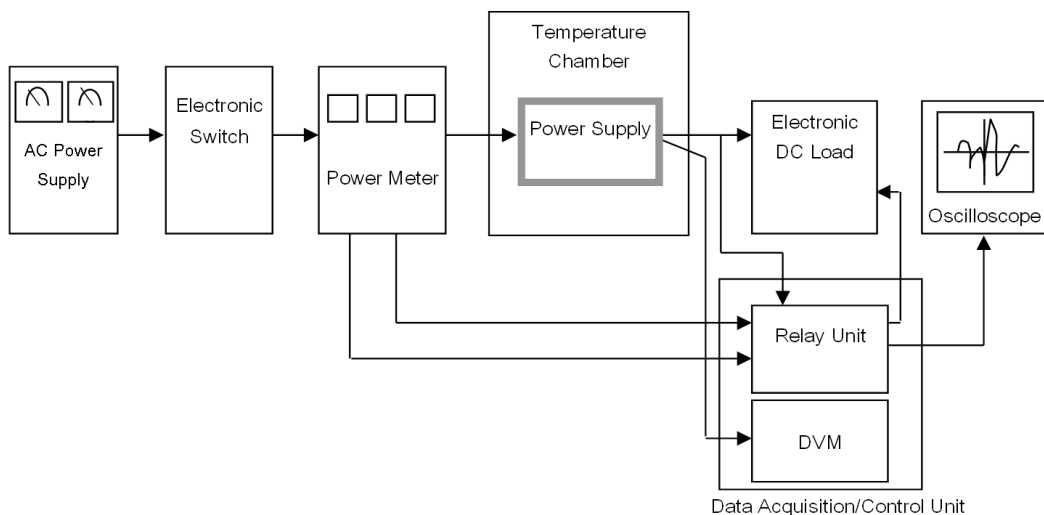 AC Power
Supply
Electronic
Switch
Power Meter
Temperature
Chamber
Power Supply
Electronic
DC Load
Oscilloscope
Relay Unit
DVM
Data Acquisition/Control Unit